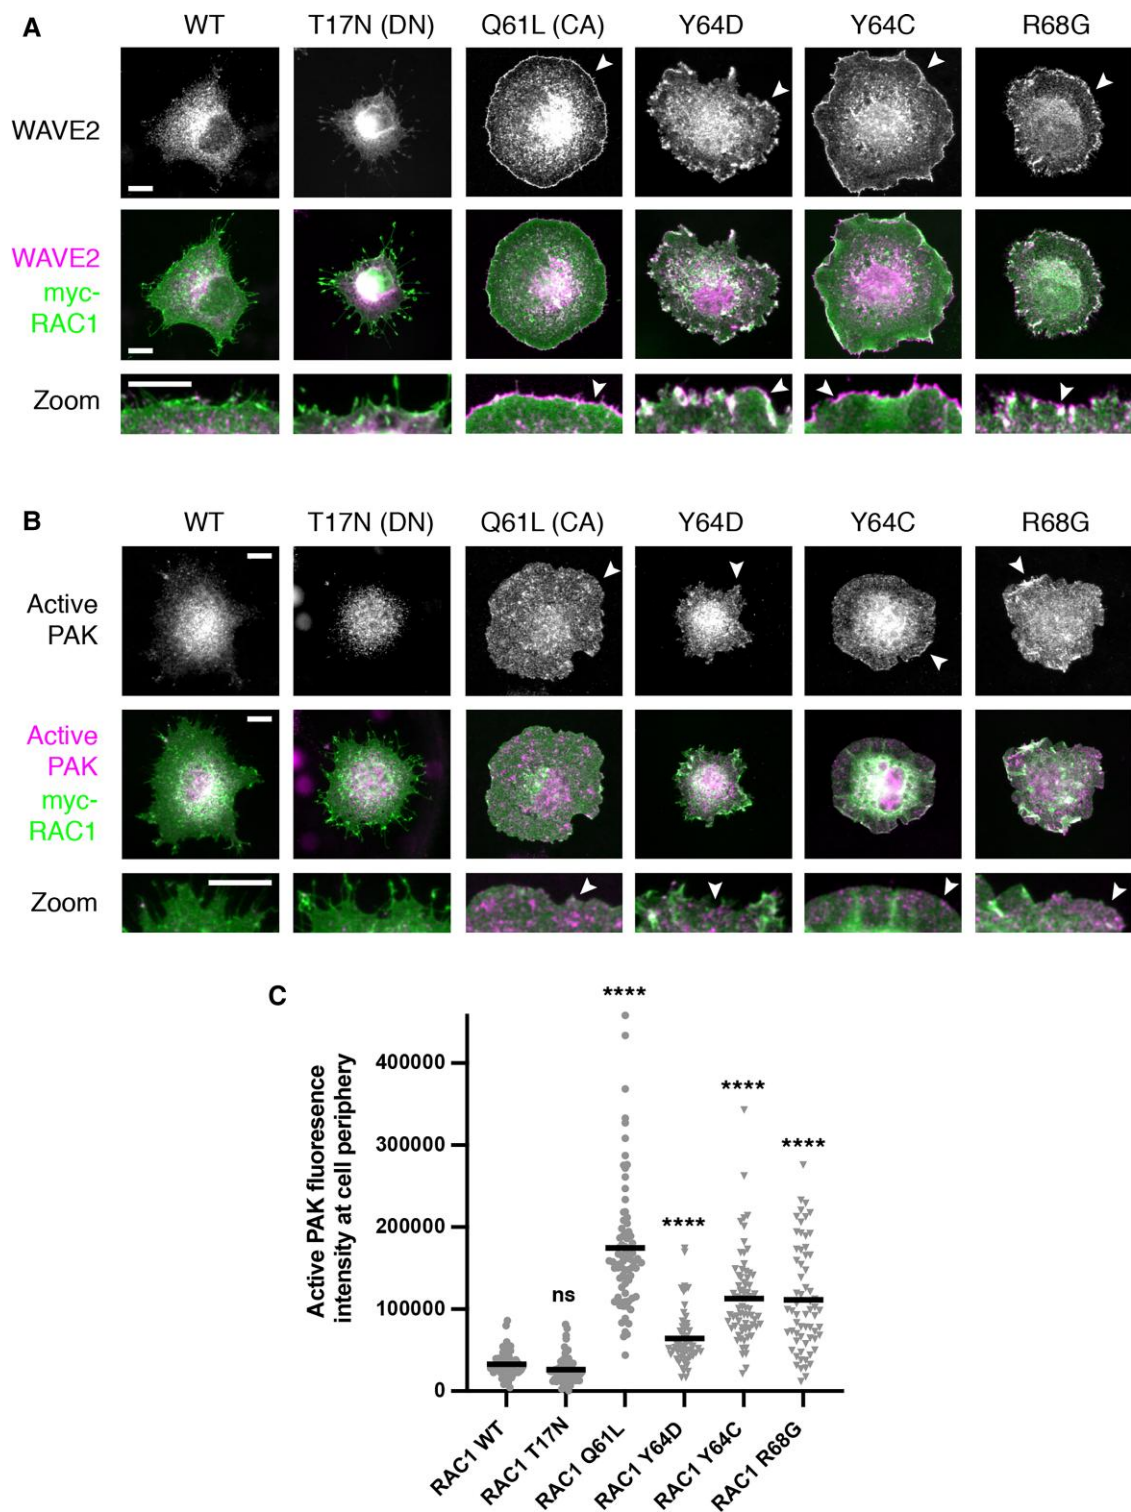 A
WT
T17N (DN)
Q61L (CA)
Y64D
Y64C
R68G
WAVE2
WAVE2
myc-
RAC1
Zoom
B
WT
T17N (DN)
Q61L (CA)
Y64D
Y64C
R68G
Active
PAK
Active
PAK
myc-
RAC1
Zoom
C
Active PAK fluoresence
intensity at cell periphery
400000
300000
200000
100000
0
ns
****
****
****
****
RAC1 WT
RAC1 T17N
RAC1 Q61L
RAC1 Y64D
RAC1 Y64C
RAC1 R68G